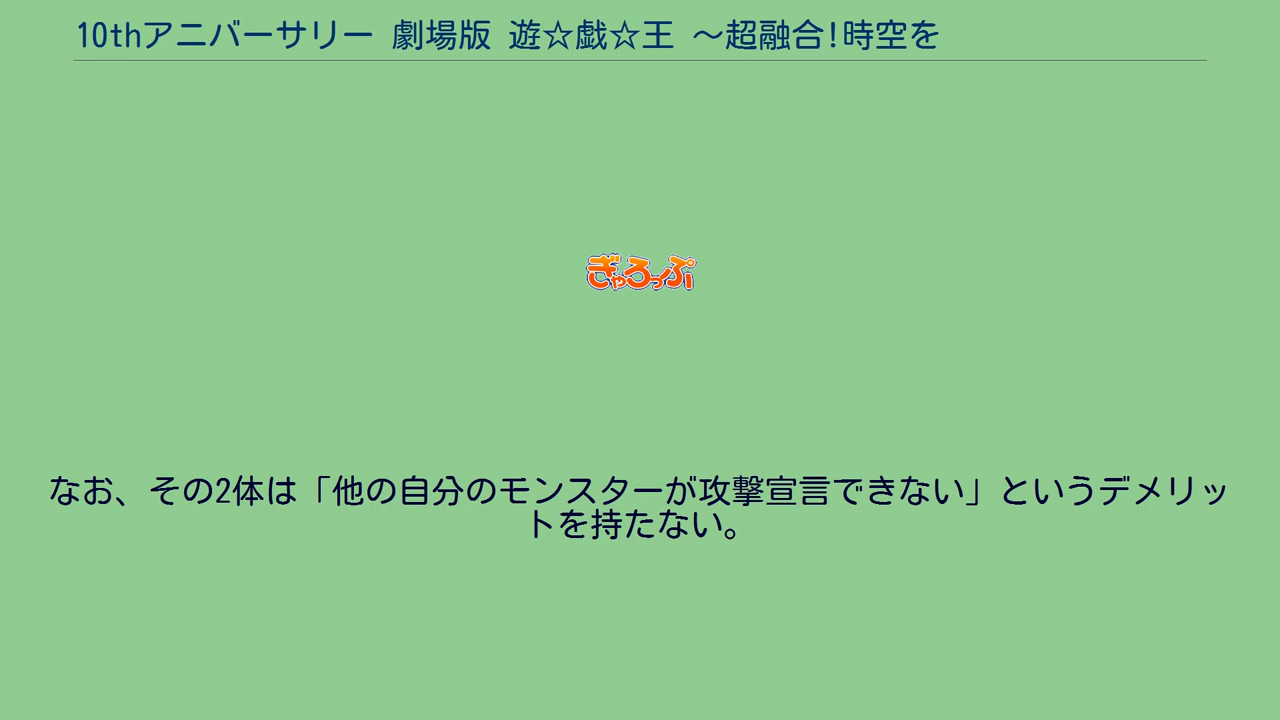 10thアニバーサリー 劇場版 遊☆戯☆王 ～超融合!時空を
ぎゃろっぷ
なお、その2体は「他の自分のモンスターが攻撃宣言できない」というデメリッ
トを持たない。